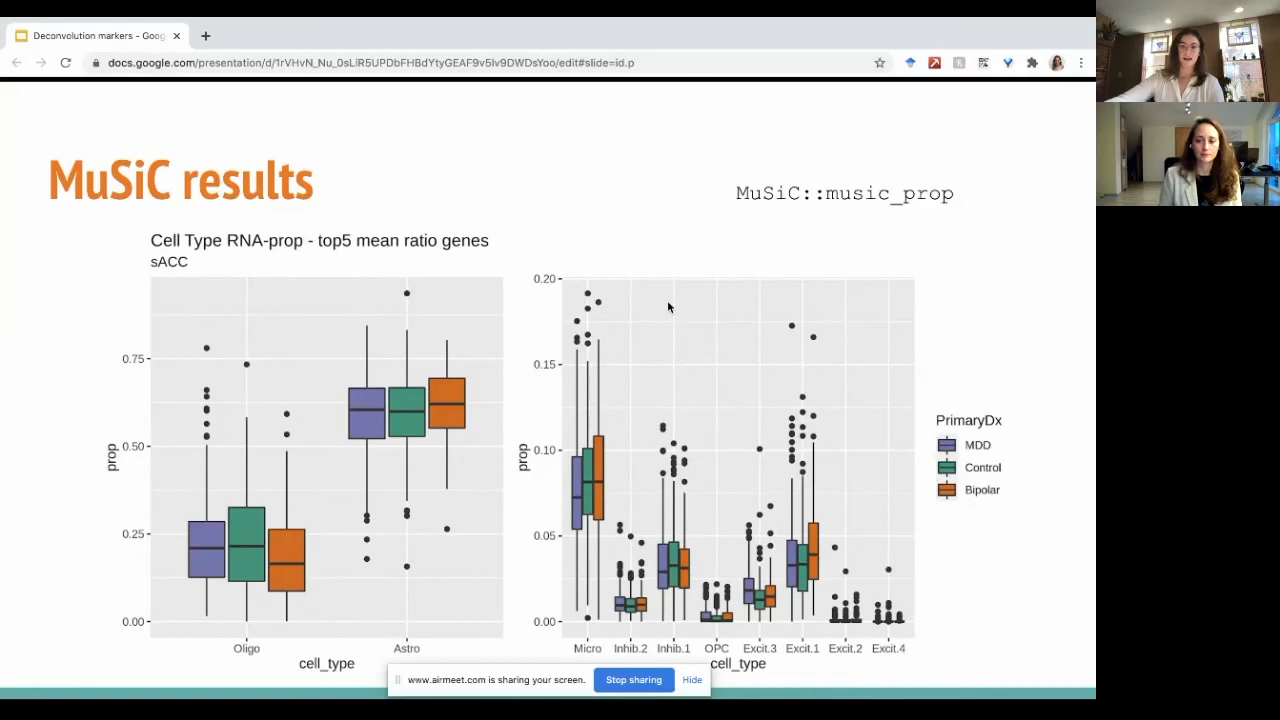 Deconvolution markers - Goog
docs.google.com/presentation/d/1rVHvN_Nu_0sLlR5UPDbFHBdYtyGEAF9v5lv9DWDsYoo/edit#slide=id.p
MuSiC results
MuSiC::music_prop
Cell Type RNA-prop - top5 mean ratio genes
sACC
prop
0.75
0.50
0.25
0.00
Oligo
Astro
cell_type
prop
0.20
0.15
0.10
0.05
0.00
Micro
Inhib.2
Inhib.1
OPC
Excit.3
Excit.1
Excit.2
Excit.4
cell_type
PrimaryDx
MDD
Control
Bipolar
www.airmeet.com is sharing your screen.
Stop sharing
Hide